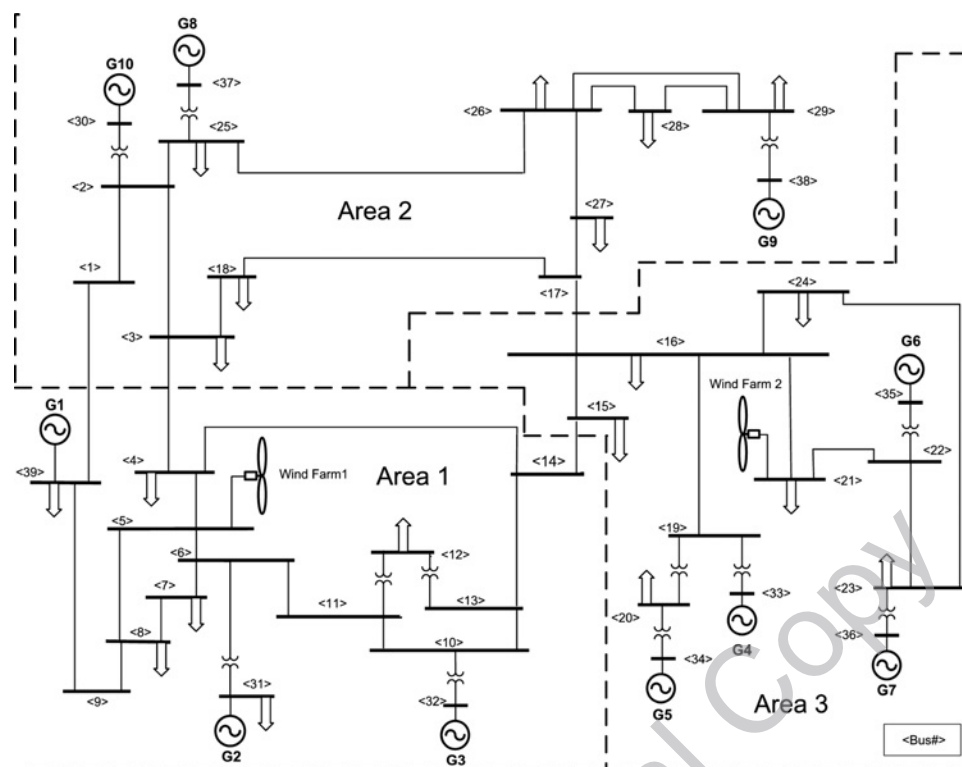 G8
G10
<37>
<30>
<25>
<26>
<28>
<29>
<2>
<38>
Area 2
<27>
G9
<1>
<18>
<17>
<24>
<3>
<16>
G6
G1
Wind Farm 2
<35>
<15>
<4>
<14>
<22>
<39>
Wind Farm1
Area 1
<21>
<5>
<19>
<6>
<12>
<7>
<11>
<13>
<33>
<23>
<8>
<20>
<10>
G4
<36>
<34>
<9>
<31>
<32>
G5
G7
Area 3
G2
G3
<Bus#>
Copy